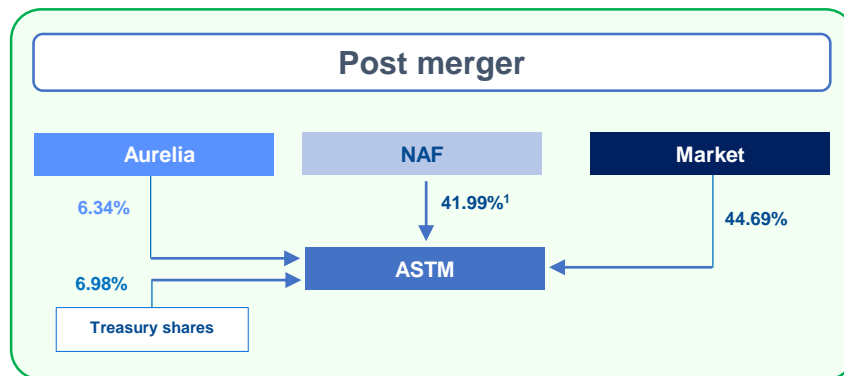 Post merger
Aurelia
NAF
Market
6.34%
41.99%¹
44.69%
ASTM
6.98%
Treasury shares